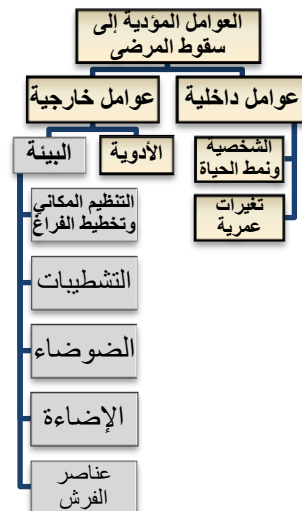 العوامل المؤدية إلى
سقوط المرضى
عوامل داخلية
عوامل خارجية
الشخصية
ونمط الحياة
الأدوية
البيئة
تغيرات
عمرية
التنظيم المكاني
وتخطيط الفراغ
التشطيبات
الضوضاء
الإضاءة
عناصر
الفرش